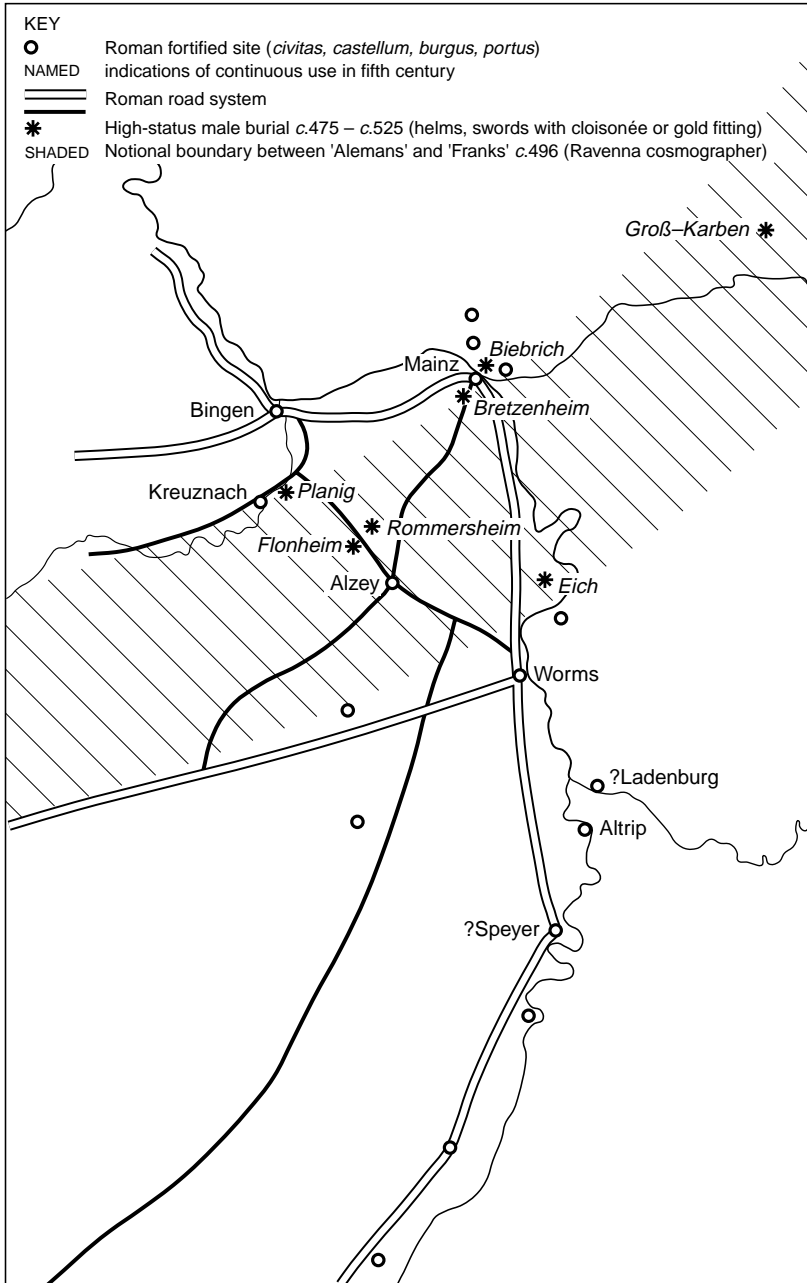 KEY
Roman fortified site (civitas, castellum, burgus, portus)
NAMED indications of continuous use in fifth century
Roman road system
High-status male burial c.475 – c.525 (helms, swords with cloisonée or gold fitting)
SHADED Notional boundary between 'Alemans' and 'Franks' c.496 (Ravenna cosmographer)
Groß–Karben
Biebrich
Mainz
Bingen
Bretzenheim
Kreuznach
Planig
Rommersheim
Flonheim
Alzey
Eich
Worms
?Ladenburg
Altrip
?Speyer